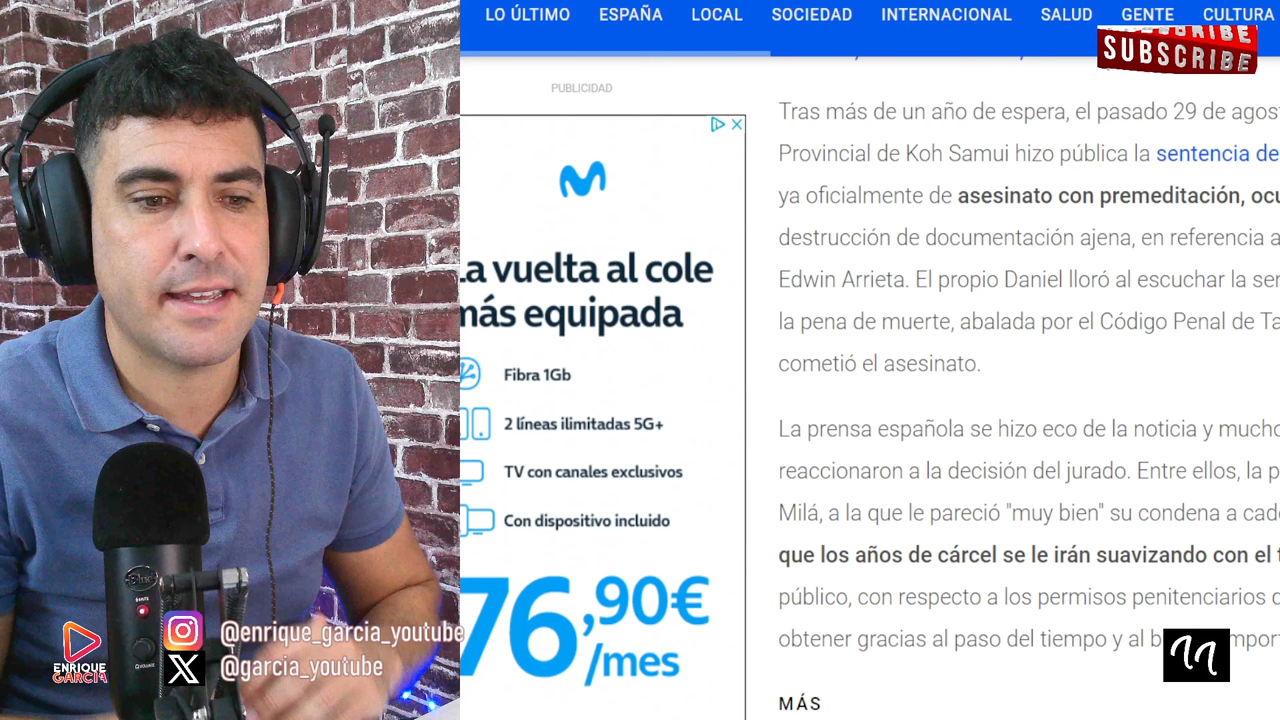 LO ÚLTIMO ESPAÑA LOCAL SOCIEDAD INTERNACIONAL SALUD GENTE CULTURA
SUBSCRIBE
SUBSCRIBE
PUBLICIDAD
La vuelta al cole
más equipada
Fibra 1Gb
2 líneas ilimitadas 5G+
TV con canales exclusivos
Con dispositivo incluido
76,90€
/mes
Tras más de un año de espera, el pasado 29 de agos
Provincial de Koh Samui hizo pública la sentencia de
ya oficialmente de asesinato con premeditación, ocu
destrucción de documentación ajena, en referencia a
Edwin Arrieta. El propio Daniel lloró al escuchar la se
la pena de muerte, abalada por el Código Penal de Ta
cometió el asesinato.
La prensa española se hizo eco de la noticia y mucho
reaccionaron a la decisión del jurado. Entre ellos, la p
Milá, a la que le pareció "muy bien" su condena a cad
que los años de cárcel se le irán suavizando con el t
público, con respecto a los permisos penitenciarios
obtener gracias al paso del tiempo y al b
MÁS
Blue
MUTE
VOLUME
ENRIQUE
GARCIA
@enrique_garcia_youtube
@garcia_youtube